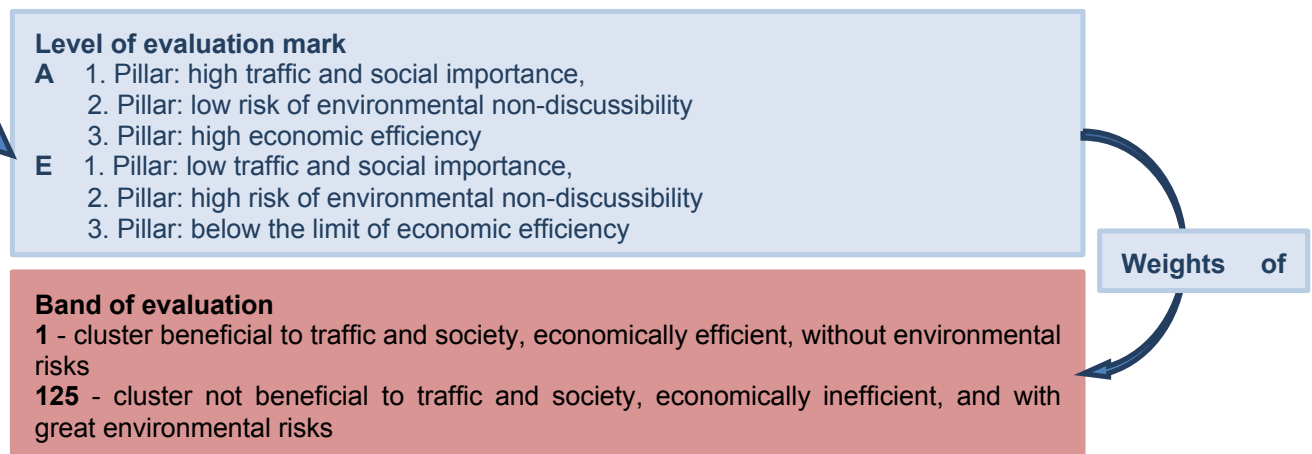 Level of evaluation mark
A 1. Pillar: high traffic and social importance,
2. Pillar: low risk of environmental non-discussibility
3. Pillar: high economic efficiency
E 1. Pillar: low traffic and social importance,
2. Pillar: high risk of environmental non-discussibility
3. Pillar: below the limit of economic efficiency
Weights of
Band of evaluation
1 - cluster beneficial to traffic and society, economically efficient, without environmental
risks
125 - cluster not beneficial to traffic and society, economically inefficient, and with
great environmental risks